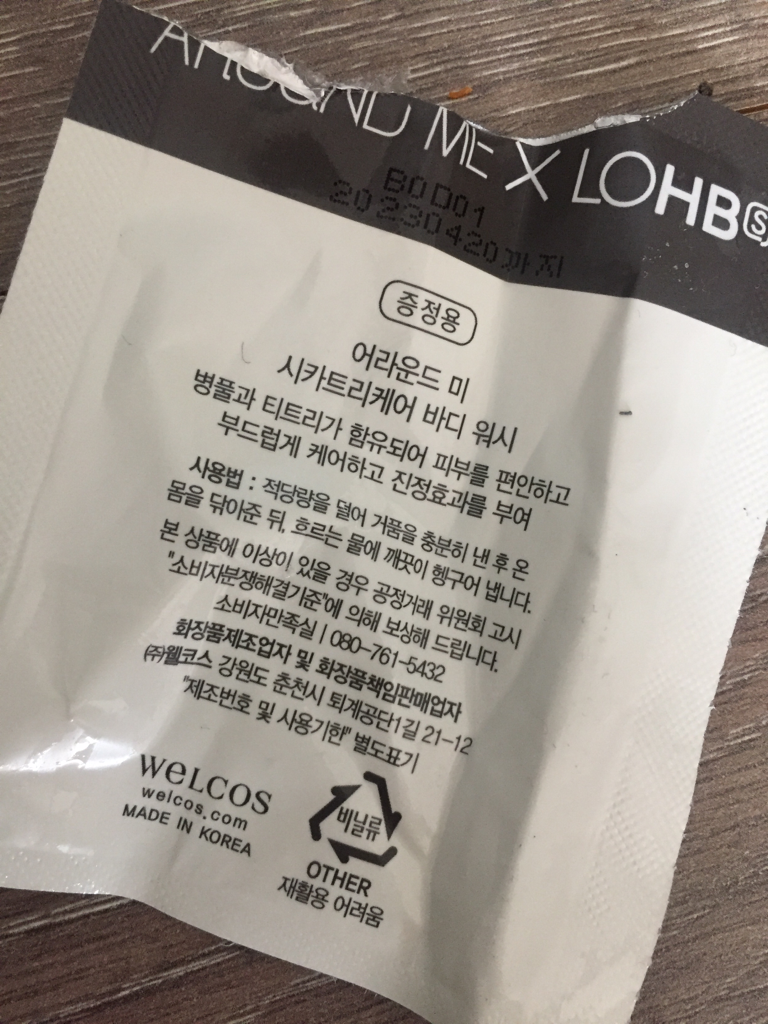 AROUND ME X LOHBS
B0D01
20230420까지
증정용
어라운드 미
시카트리케어 바디 워시
병풀과 티트리가 함유되어 피부를 편안하고
부드럽게 케어하고 진정효과를 부여
사용법 : 적당량을 덜어 거품을 충분히 낸 후 온
몸을 닦아준 뒤, 흐르는 물에 깨끗이 헹구어 냅니다.
본 상품에 이상이 있을 경우 공정거래 위원회 고시
"소비자분쟁해결기준"에 의해 보상해 드립니다.
소비자만족실 | 080-761-5432
화장품제조업자 및 화장품책임판매업자
㈜웰코스 강원도 춘천시 퇴계공단1길 21-12
"제조번호 및 사용기한" 별도표기
WELCOS
welcos.com
MADE IN KOREA
비닐류
OTHER
재활용 어려움